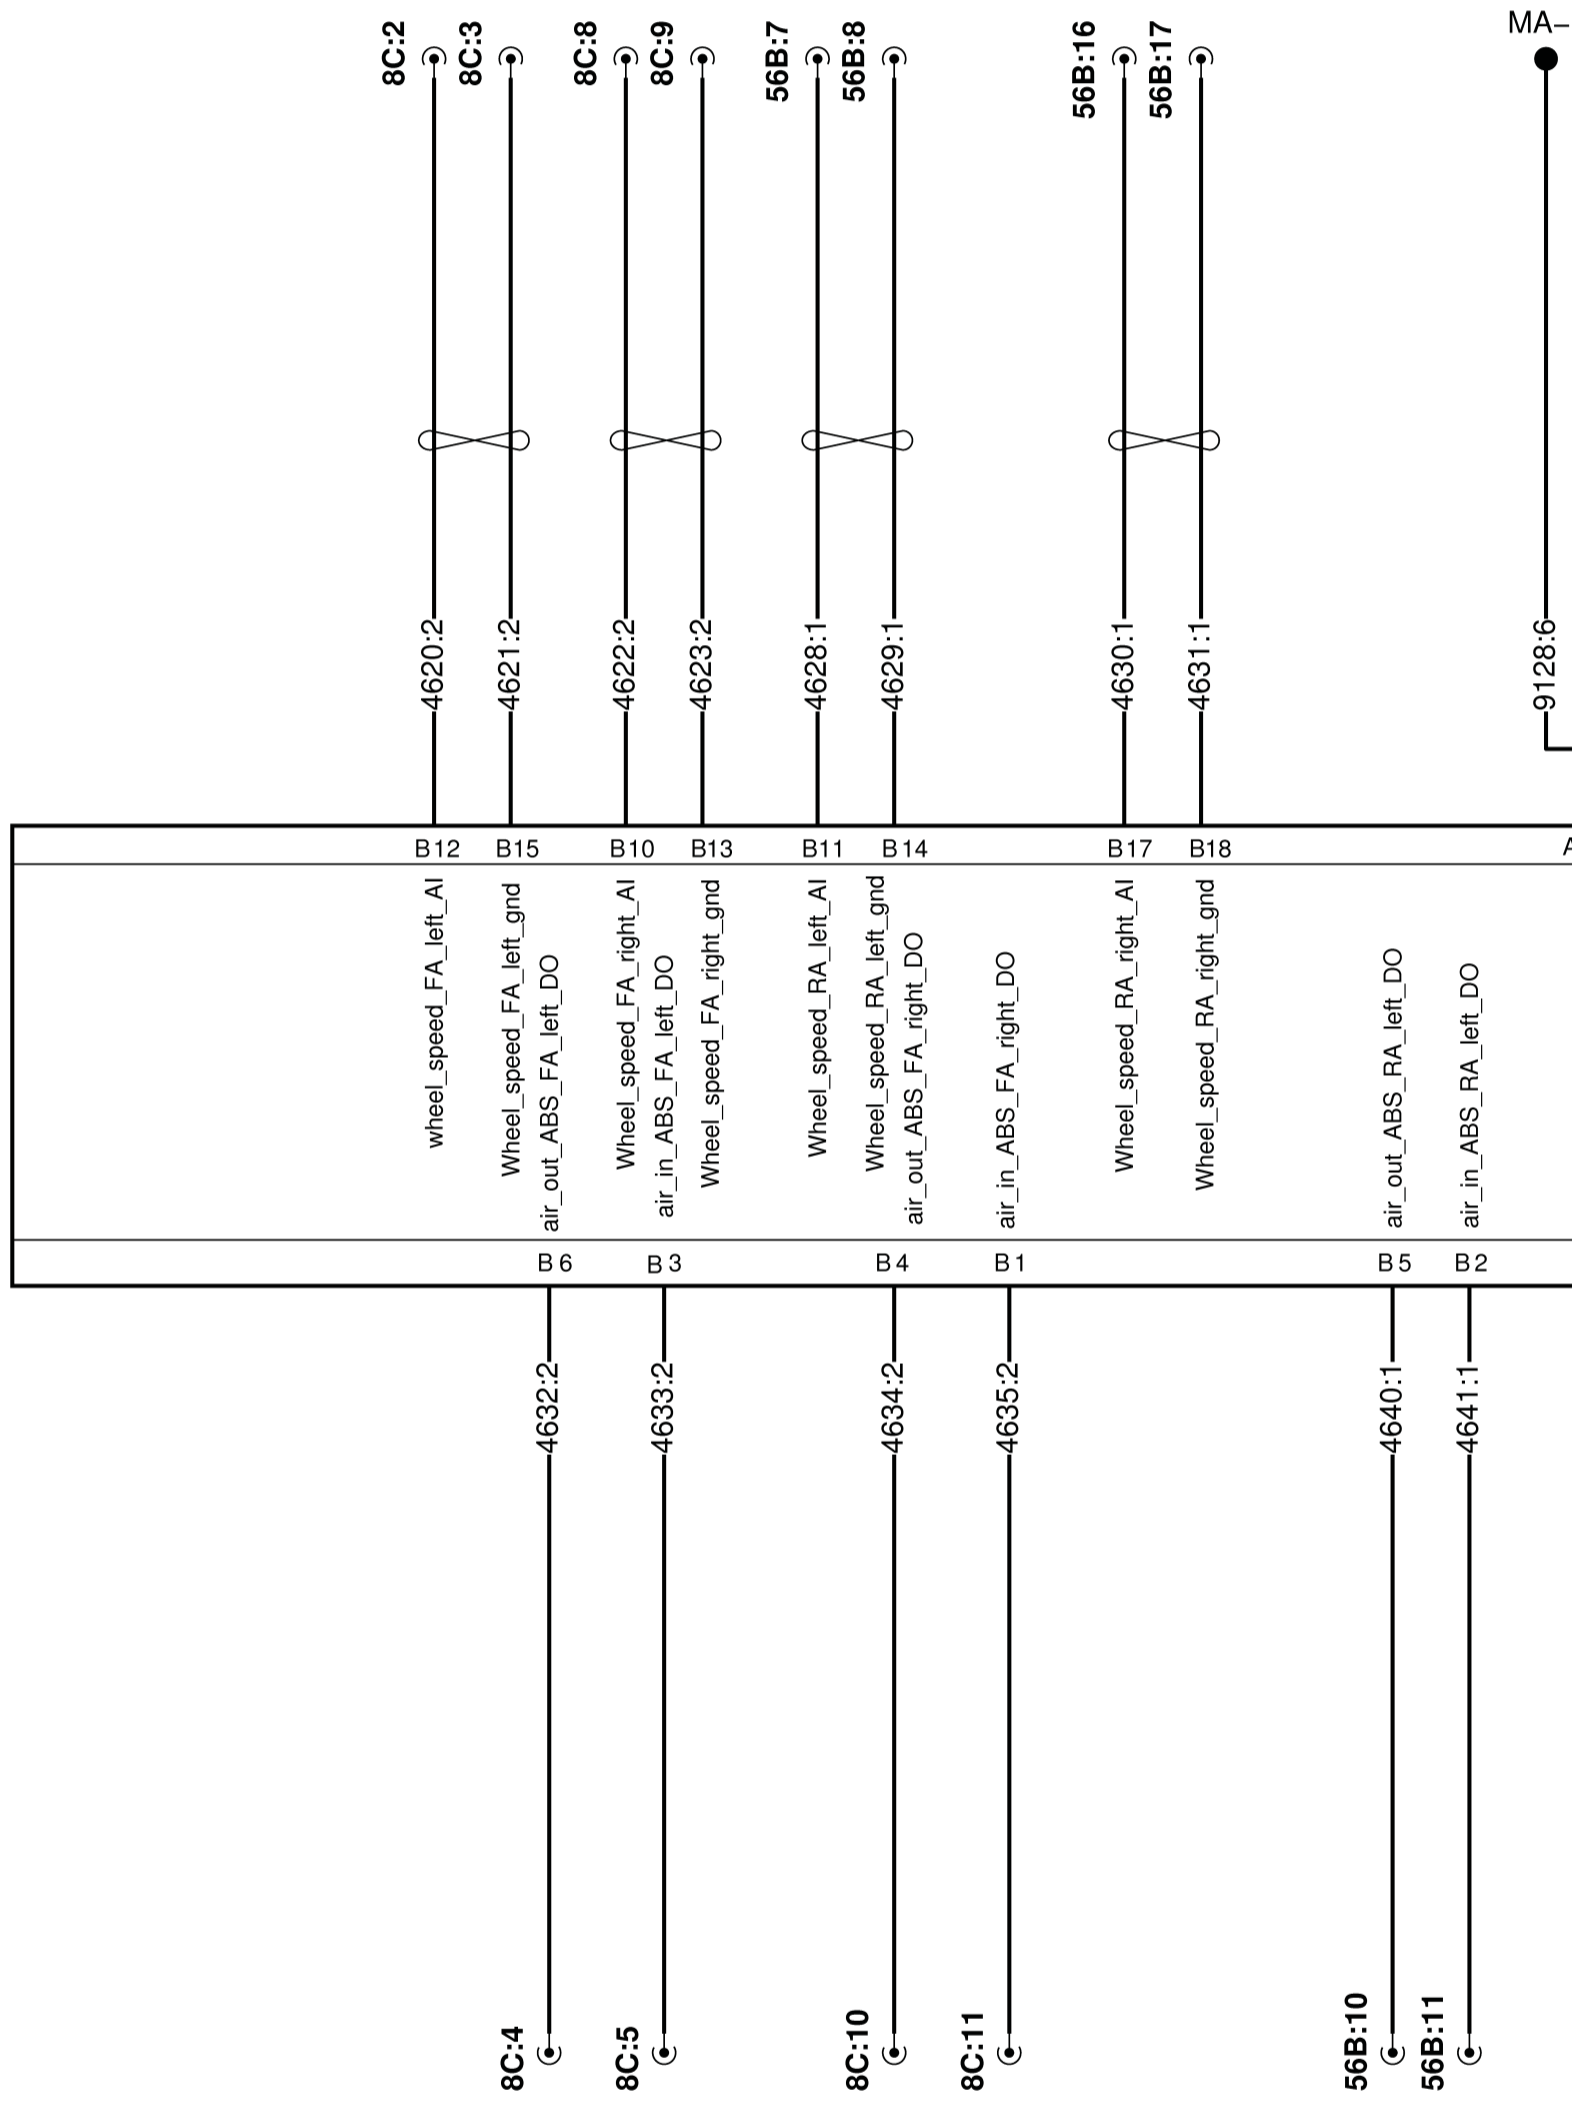 8C:2
8C:3
8C:8
8C:9
56B:7
56B:8
56B:16
56B:17
MA-
4620:2
4621:2
4622:2
4623:2
4628:1
4629:1
4630:1
4631:1
9128:6
B12
B15
B10
B13
B11
B14
B17
B18
wheel_speed_FA_left_AI
Wheel_speed_FA_left_gnd
air_out_ABS_FA_left_DO
Wheel_speed_FA_right_AI
air_in_ABS_FA_left_DO
Wheel_speed_FA_right_gnd
Wheel_speed_RA_left_AI
Wheel_speed_RA_left_gnd
air_out_ABS_FA_right_DO
air_in_ABS_FA_right_DO
Wheel_speed_RA_right_AI
Wheel_speed_RA_right_gnd
air_out_ABS_RA_left_DO
air_in_ABS_RA_left_DO
B6
B3
B4
B1
B5
B2
4632:2
4633:2
4634:2
4635:2
4640:1
4641:1
8C:4
8C:5
8C:10
8C:11
56B:10
56B:11